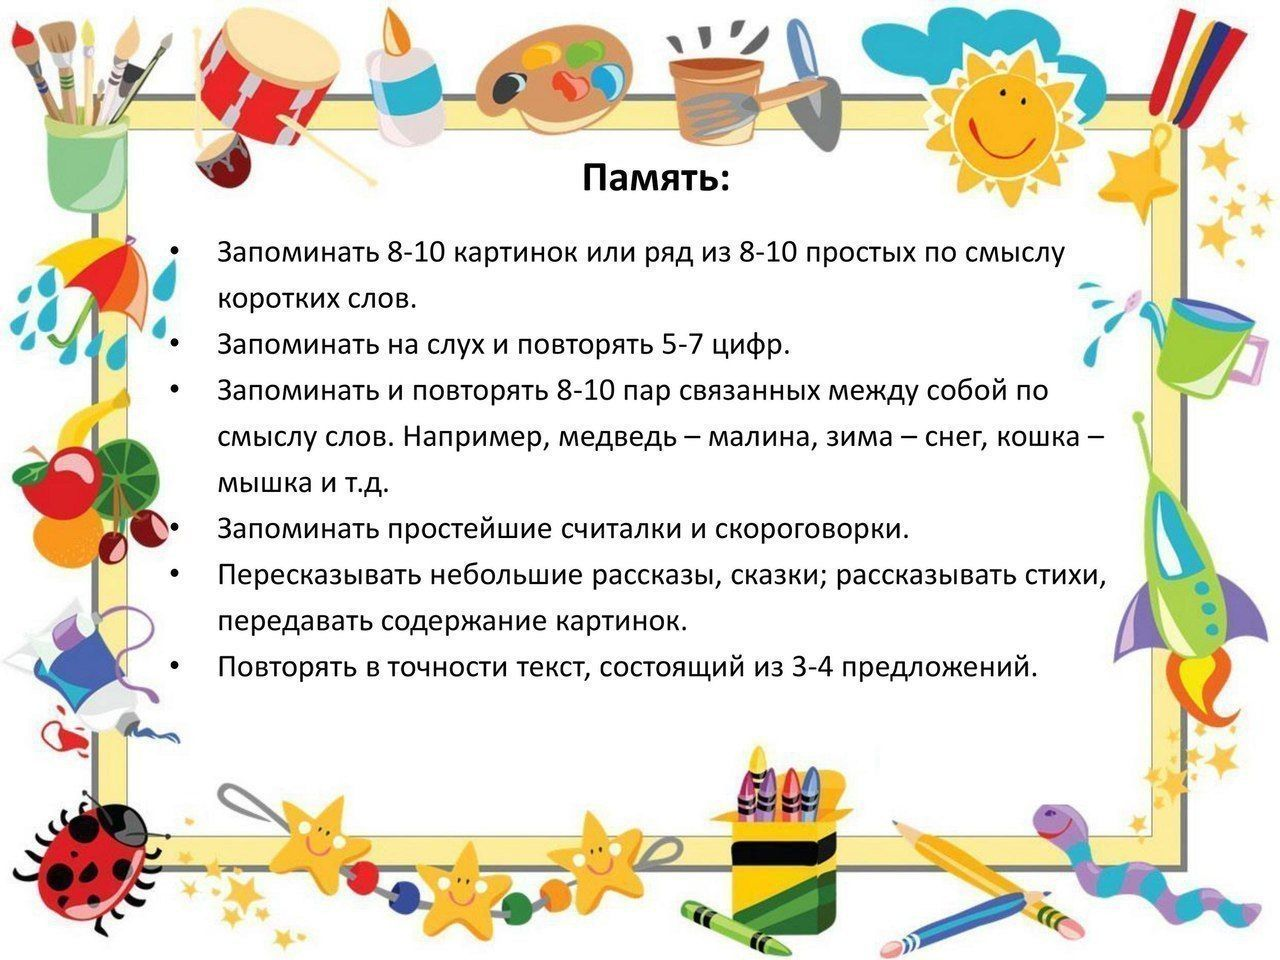 Память:
• Запоминать 8-10 картинок или ряд из 8-10 простых по смыслу
коротких слов.
• Запоминать на слух и повторять 5-7 цифр.
• Запоминать и повторять 8-10 пар связанных между собой по
смыслу слов. Например, медведь – малина, зима – снег, кошка –
мышка и т.д.
• Запоминать простейшие считалки и скороговорки.
• Пересказывать небольшие рассказы, сказки; рассказывать стихи,
передавать содержание картинок.
• Повторять в точности текст, состоящий из 3-4 предложений.